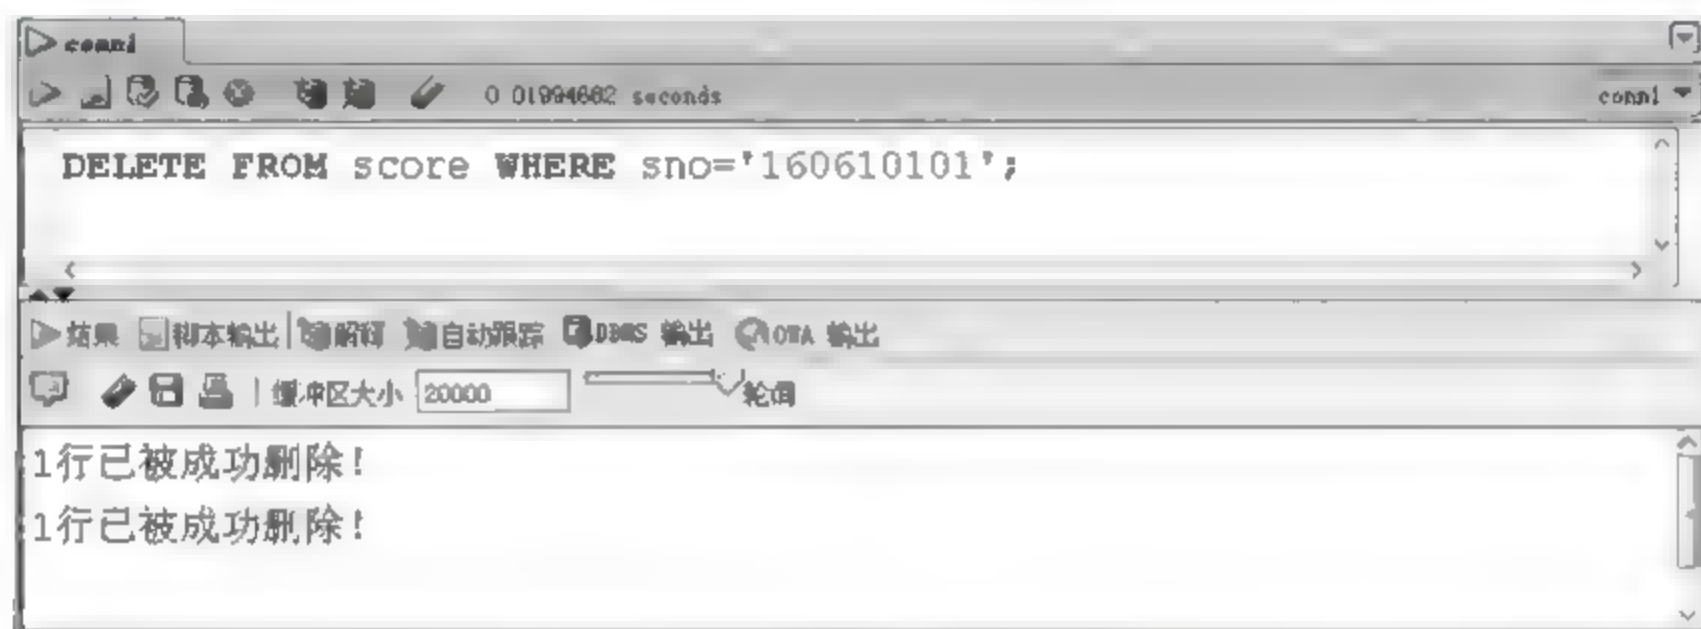 conn1
0.01994662 seconds conn1
DELETE FROM score WHERE sno='160610101';
结果 脚本输出 解释 自动跟踪 DBMS 输出 OWA 输出
缓冲区大小 20000 轮询
1行已被成功删除!
1行已被成功删除!